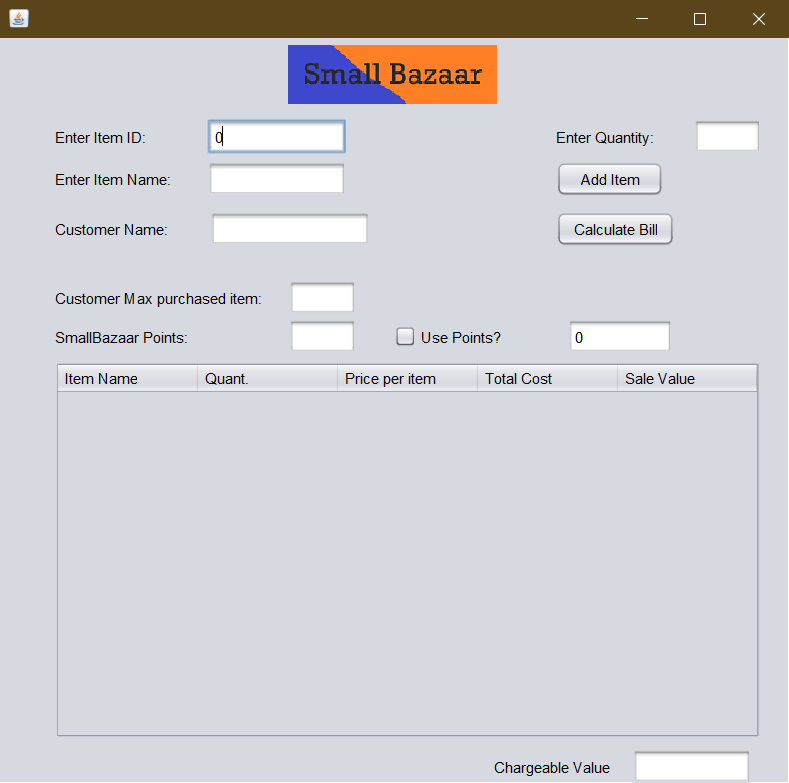 Small Bazaar
Enter Item ID: 0 Enter Quantity:
Enter Item Name: Add Item
Customer Name: Calculate Bill
Customer Max purchased item:
SmallBazaar Points: Use Points? 0
Item Name Quant. Price per item Total Cost Sale Value
Chargeable Value